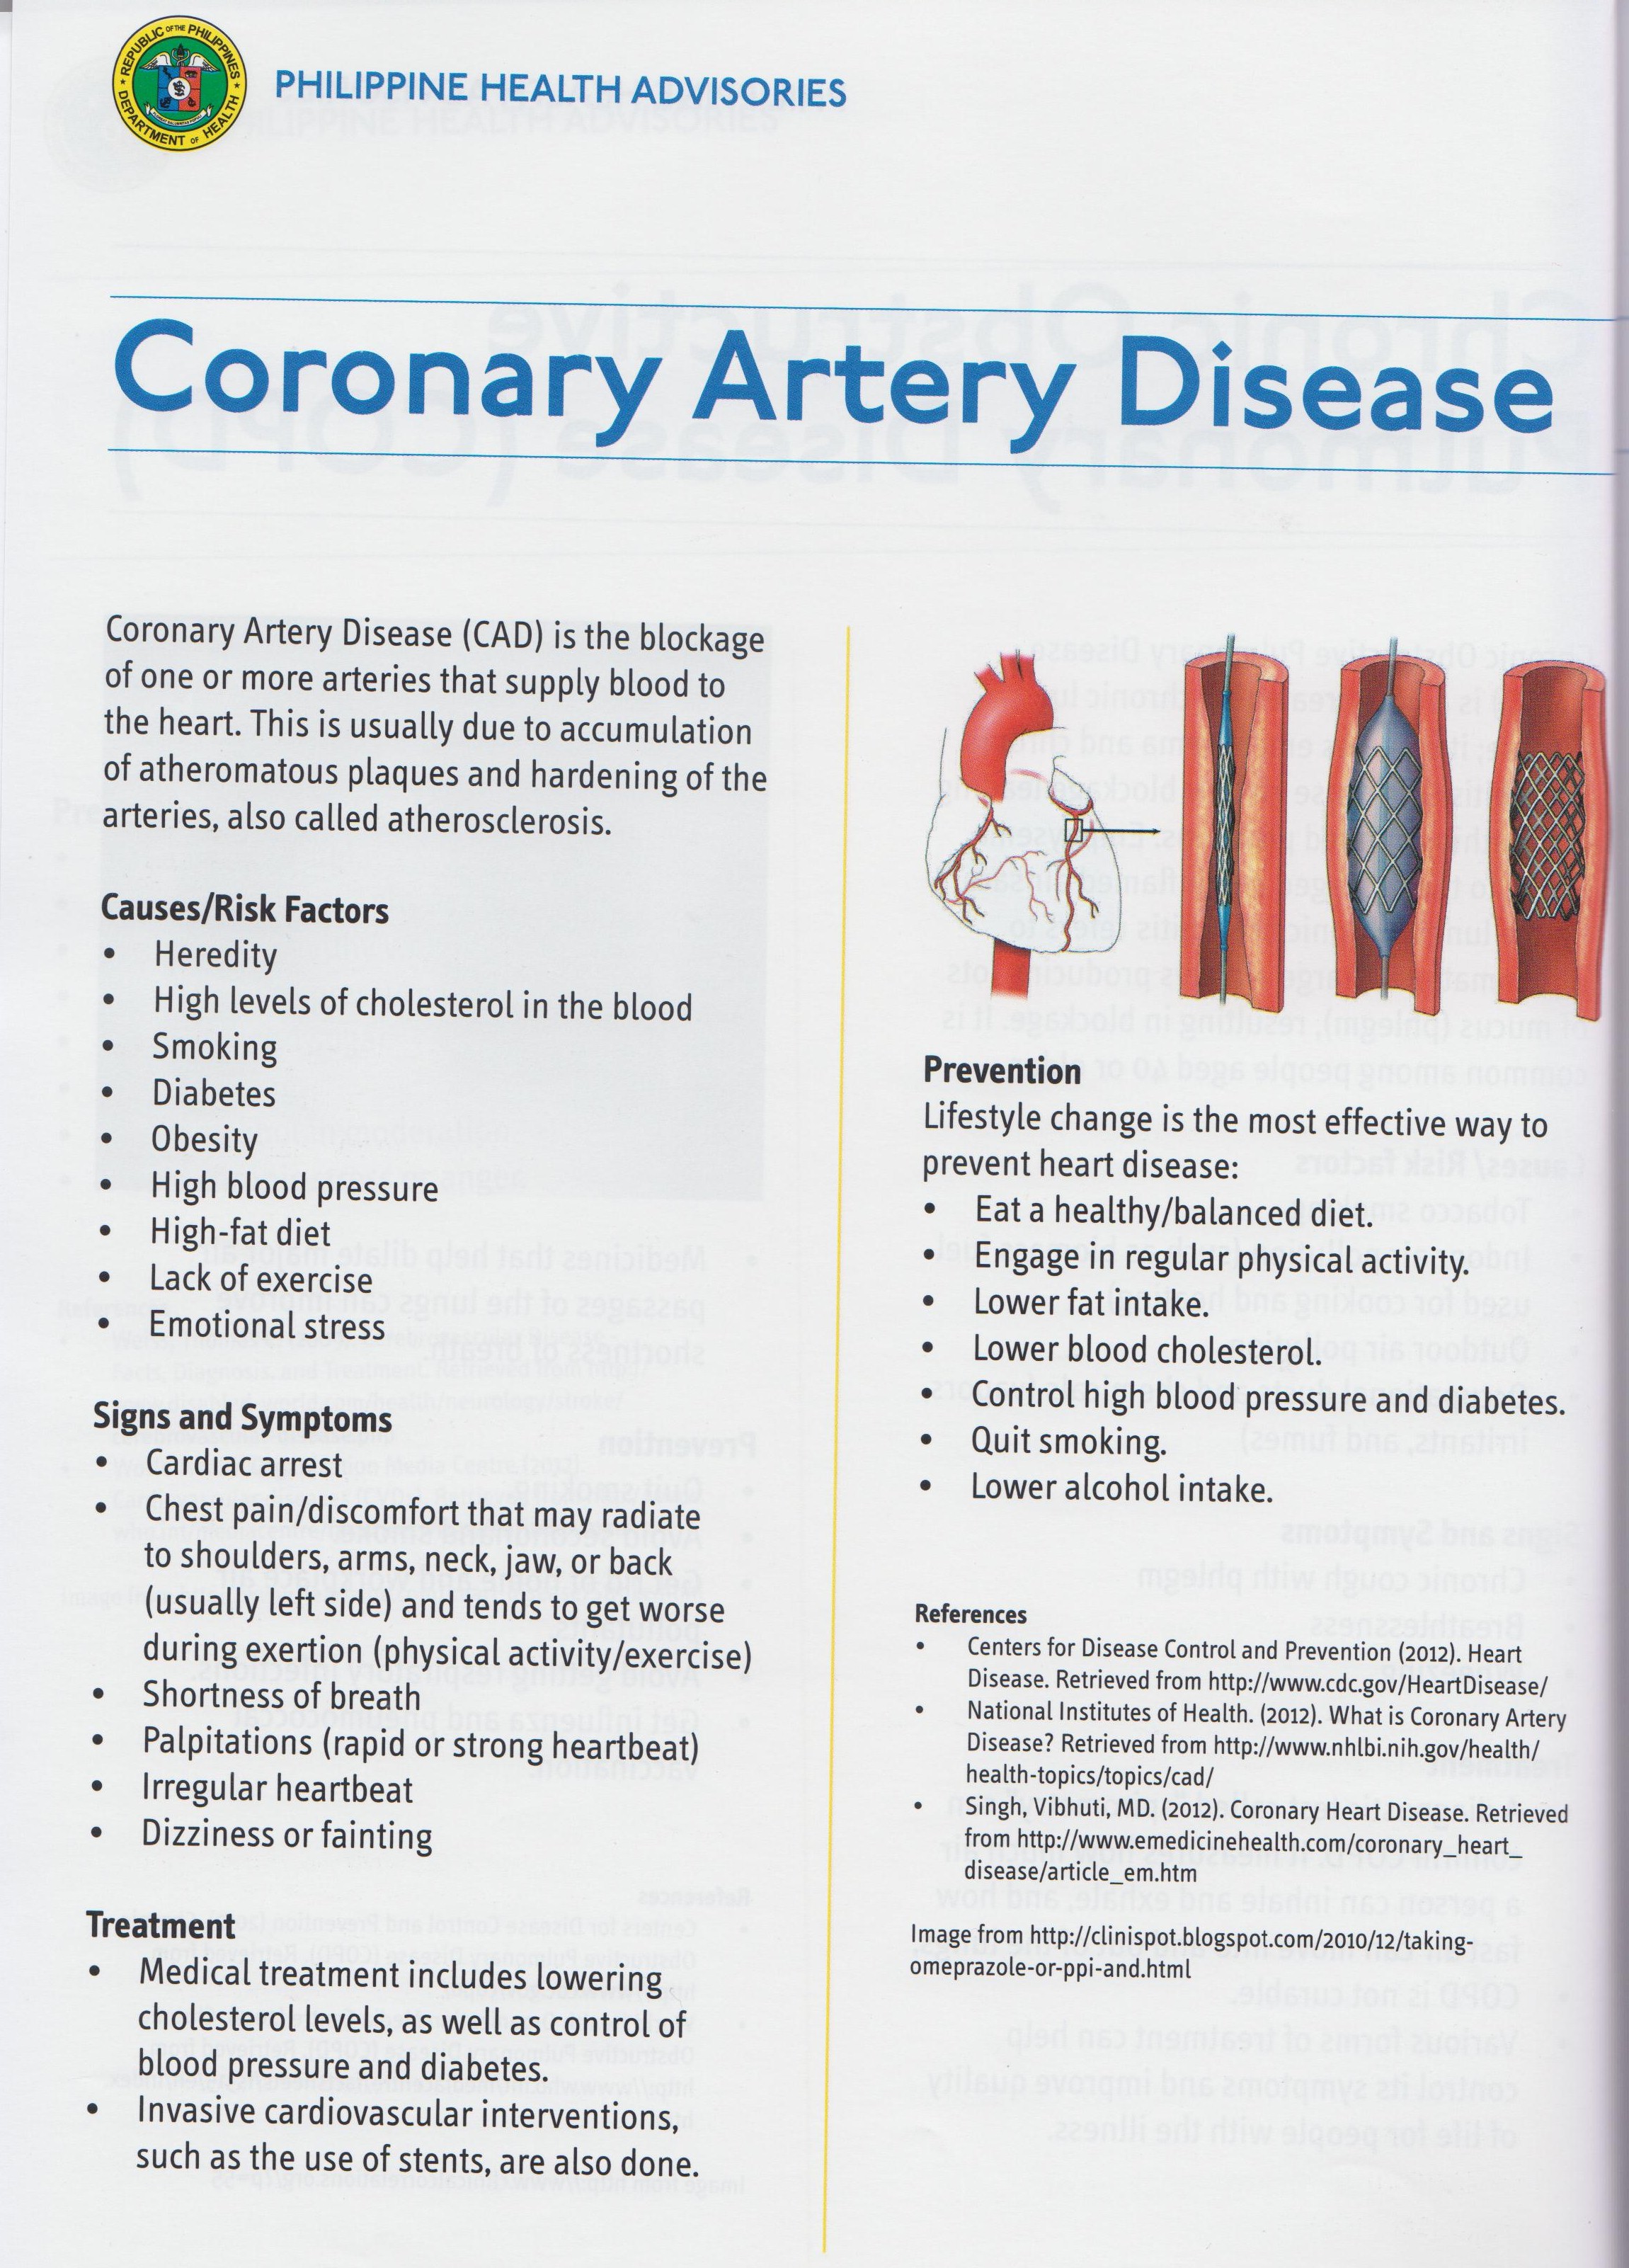 REPUBLIC OF THE PHILIPPINES
DEPARTMENT OF HEALTH
PHILIPPINE HEALTH ADVISORIES
Coronary Artery Disease
Coronary Artery Disease (CAD) is the blockage
of one or more arteries that supply blood to
the heart. This is usually due to accumulation
of atheromatous plaques and hardening of the
arteries, also called atherosclerosis.
Causes/Risk Factors
• Heredity
• High levels of cholesterol in the blood
• Smoking
• Diabetes
• Obesity
• High blood pressure
• High-fat diet
• Lack of exercise
• Emotional stress
Signs and Symptoms
• Cardiac arrest
• Chest pain/discomfort that may radiate
to shoulders, arms, neck, jaw, or back
(usually left side) and tends to get worse
during exertion (physical activity/exercise)
• Shortness of breath
• Palpitations (rapid or strong heartbeat)
• Irregular heartbeat
• Dizziness or fainting
Treatment
• Medical treatment includes lowering
cholesterol levels, as well as control of
blood pressure and diabetes.
• Invasive cardiovascular interventions,
such as the use of stents, are also done.
Prevention
Lifestyle change is the most effective way to
prevent heart disease:
• Eat a healthy/balanced diet.
• Engage in regular physical activity.
• Lower fat intake.
• Lower blood cholesterol.
• Control high blood pressure and diabetes.
• Quit smoking.
• Lower alcohol intake.
References
• Centers for Disease Control and Prevention (2012). Heart
Disease. Retrieved from http://www.cdc.gov/HeartDisease/
• National Institutes of Health. (2012). What is Coronary Artery
Disease? Retrieved from http://www.nhlbi.nih.gov/health/
health-topics/topics/cad/
• Singh, Vibhuti, MD. (2012). Coronary Heart Disease. Retrieved
from http://www.emedicinehealth.com/coronary_heart_
disease/article_em.htm
Image from http://clinispot.blogspot.com/2010/12/taking-
omeprazole-or-ppi-and.html